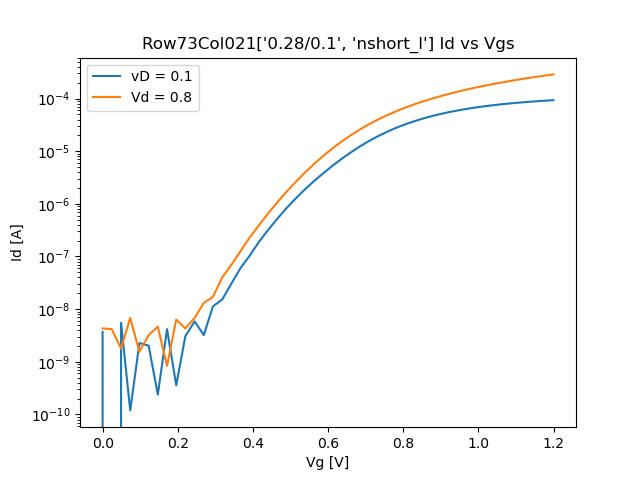 Row73Col021['0.28/0.1', 'nshort_l'] Id vs Vgs
vD = 0.1
Vd = 0.8
Id [A]
10⁻⁴
10⁻⁵
10⁻⁶
10⁻⁷
10⁻⁸
10⁻⁹
10⁻¹⁰
0.0 0.2 0.4 0.6 0.8 1.0 1.2
Vg [V]